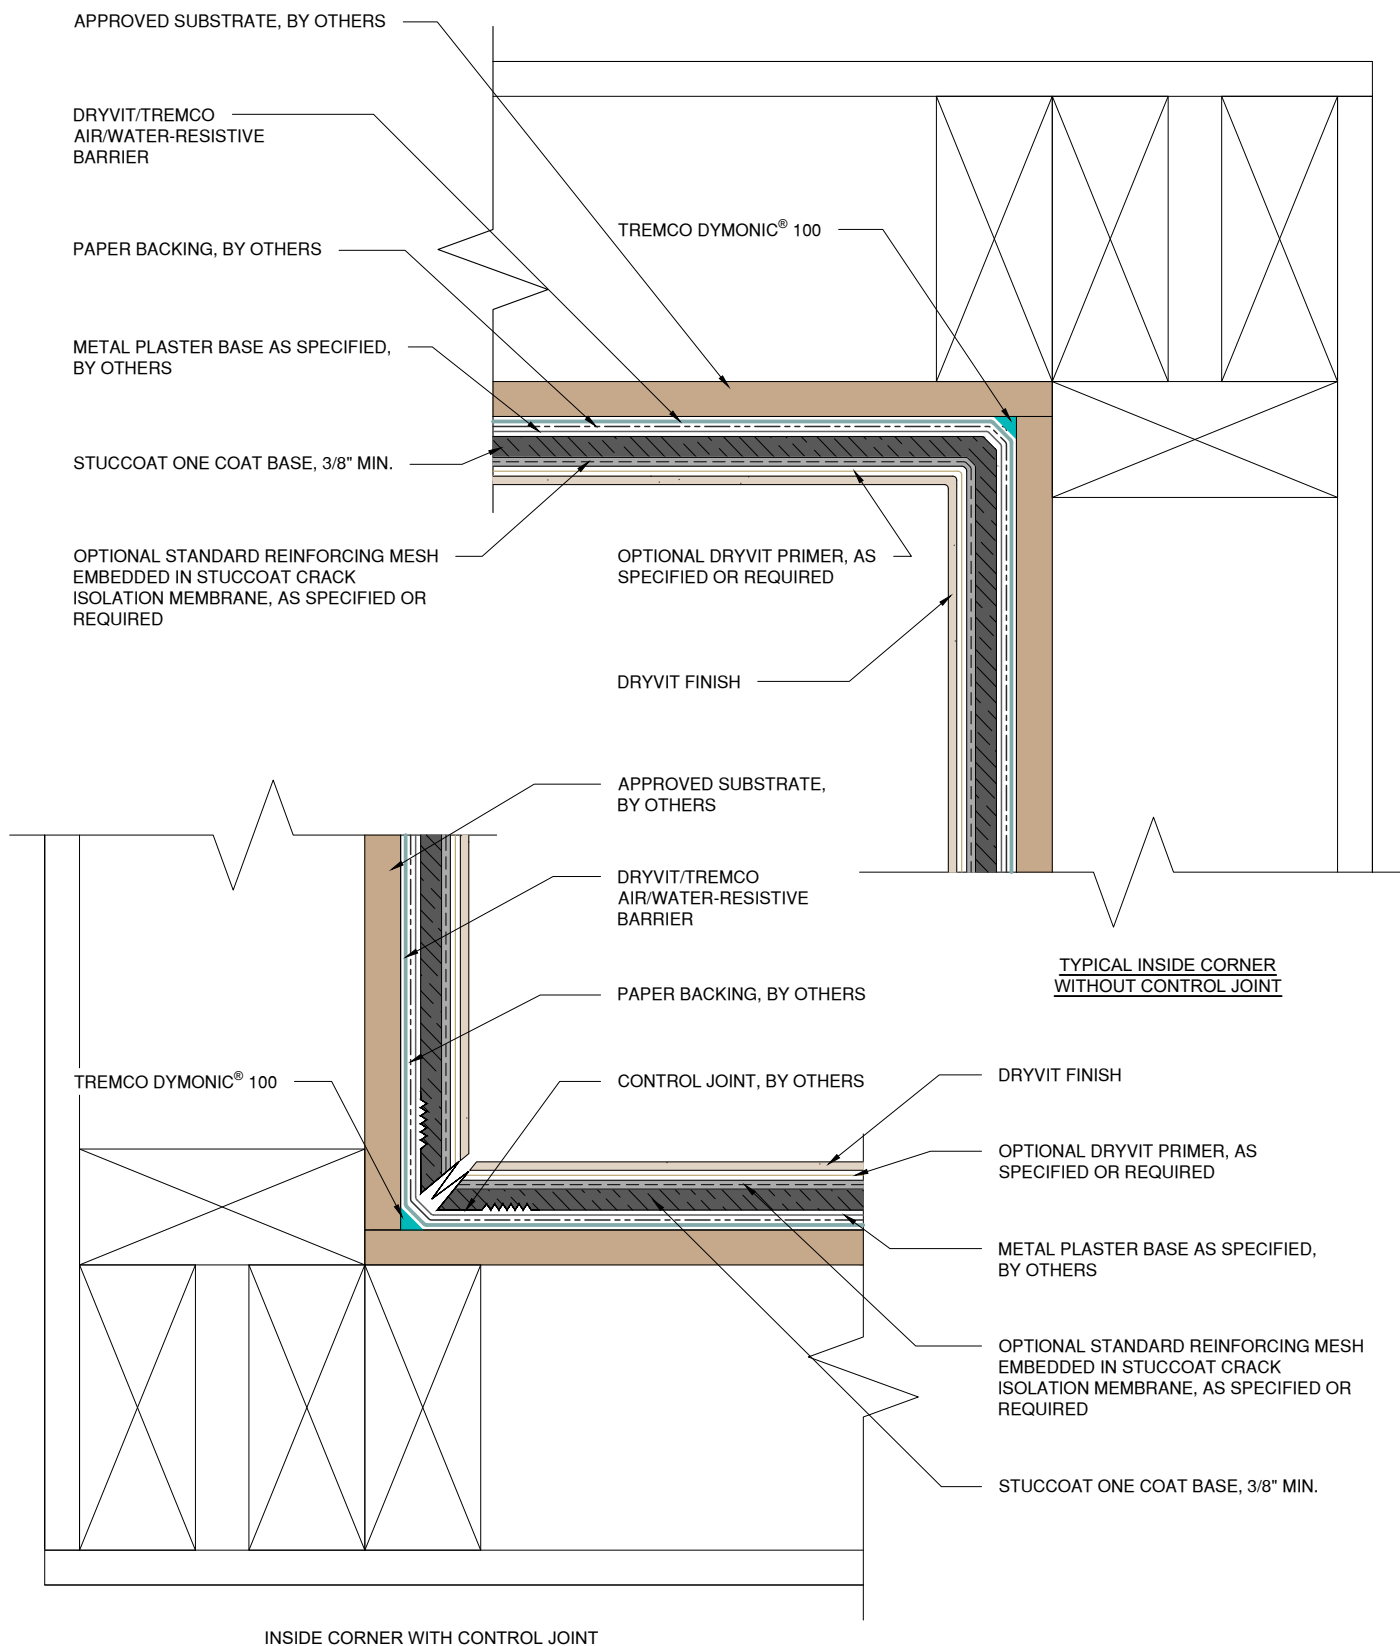 APPROVED SUBSTRATE, BY OTHERS
DRYVIT/TREMCO
AIR/WATER-RESISTIVE
BARRIER
PAPER BACKING, BY OTHERS
TREMCO DYMONIC® 100
METAL PLASTER BASE AS SPECIFIED,
BY OTHERS
STUCCOAT ONE COAT BASE, 3/8" MIN.
OPTIONAL STANDARD REINFORCING MESH
EMBEDDED IN STUCCOAT CRACK
ISOLATION MEMBRANE, AS SPECIFIED OR
REQUIRED
OPTIONAL DRYVIT PRIMER, AS
SPECIFIED OR REQUIRED
DRYVIT FINISH
APPROVED SUBSTRATE,
BY OTHERS
DRYVIT/TREMCO
AIR/WATER-RESISTIVE
BARRIER
TYPICAL INSIDE CORNER
WITHOUT CONTROL JOINT
PAPER BACKING, BY OTHERS
TREMCO DYMONIC® 100
CONTROL JOINT, BY OTHERS
DRYVIT FINISH
OPTIONAL DRYVIT PRIMER, AS
SPECIFIED OR REQUIRED
METAL PLASTER BASE AS SPECIFIED,
BY OTHERS
OPTIONAL STANDARD REINFORCING MESH
EMBEDDED IN STUCCOAT CRACK
ISOLATION MEMBRANE, AS SPECIFIED OR
REQUIRED
STUCCOAT ONE COAT BASE, 3/8" MIN.
INSIDE CORNER WITH CONTROL JOINT